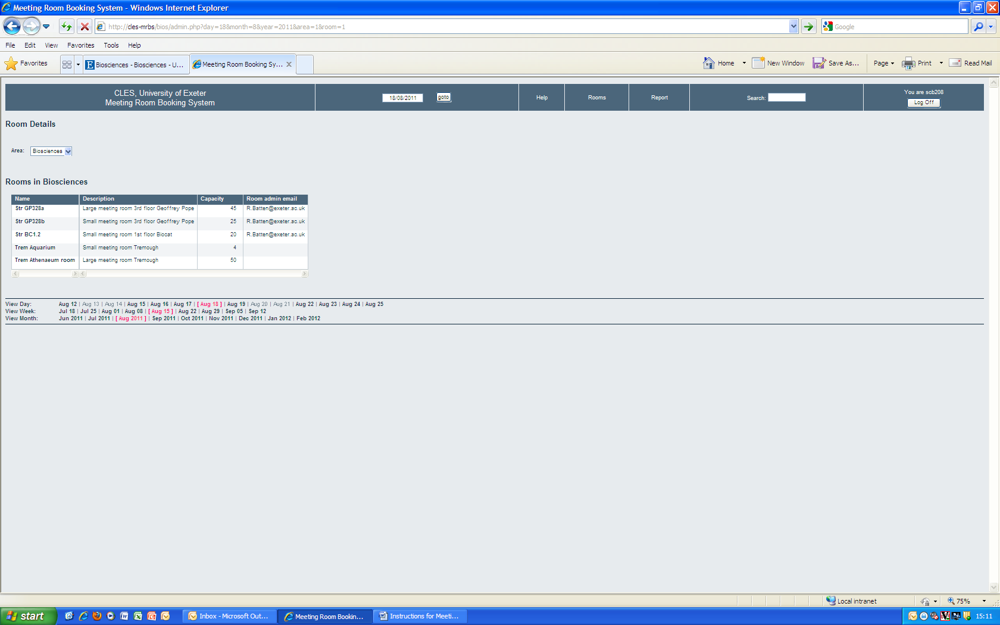 Meeting Room Booking System - Windows Internet Explorer
http://cles-mrbs/bios/admin.php?day=18&month=8&year=2011&area=1&room=1
Google
File Edit View Favorites Tools Help
Favorites
Biosciences - Biosciences - U...
Meeting Room Booking Sy...
Home New Window Save As... Page Print Read Mail
CLES, University of Exeter
Meeting Room Booking System
18/08/2011 goto
Help
Rooms
Report
Search:
You are scb208
Log Off
Room Details
Area: Biosciences
Rooms in Biosciences
Name Description Capacity Room admin email
Str GP328a Large meeting room 3rd floor Geoffrey Pope 45 R.Batten@exeter.ac.uk
Str GP328b Small meeting room 3rd floor Geoffrey Pope 25 R.Batten@exeter.ac.uk
Str BC1.2 Small meeting room 1st floor Biocat 20 R.Batten@exeter.ac.uk
Trem Aquarium Small meeting room Tremough 4
Trem Athenaeum room Large meeting room Tremough 50
View Day: Aug 12 | Aug 13 | Aug 14 | Aug 15 | Aug 16 | Aug 17 | [ Aug 18 ] | Aug 19 | Aug 20 | Aug 21 | Aug 22 | Aug 23 | Aug 24 | Aug 25
View Week: Jul 18 | Jul 25 | Aug 01 | Aug 08 | [ Aug 15 ] | Aug 22 | Aug 29 | Sep 05 | Sep 12
View Month: Jun 2011 | Jul 2011 | [ Aug 2011 ] | Sep 2011 | Oct 2011 | Nov 2011 | Dec 2011 | Jan 2012 | Feb 2012
Local intranet
75%
start
Inbox - Microsoft Out...
Meeting Room Bookin...
Instructions for Meeti...
15:11